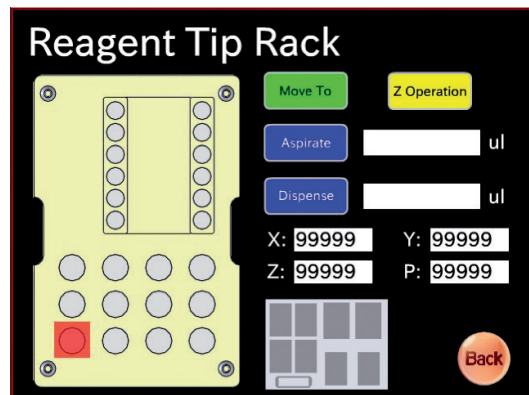 Reagent Tip Rack
Move To
Z Operation
Aspirate
ul
Dispense
ul
X: 99999 Y: 99999
Z: 99999 P: 99999
Back